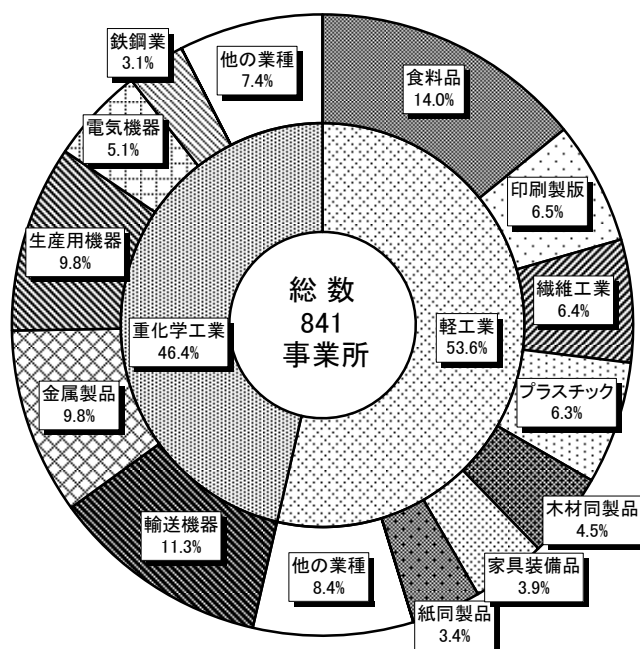 総 数
841
事業所
軽工業
53.6%
重化学工業
46.4%
食料品
14.0%
印刷製版
6.5%
繊維工業
6.4%
プラスチック
6.3%
木材同製品
4.5%
家具装備品
3.9%
紙同製品
3.4%
他の業種
8.4%
輸送機器
11.3%
金属製品
9.8%
生産用機器
9.8%
電気機器
5.1%
鉄鋼業
3.1%
他の業種
7.4%